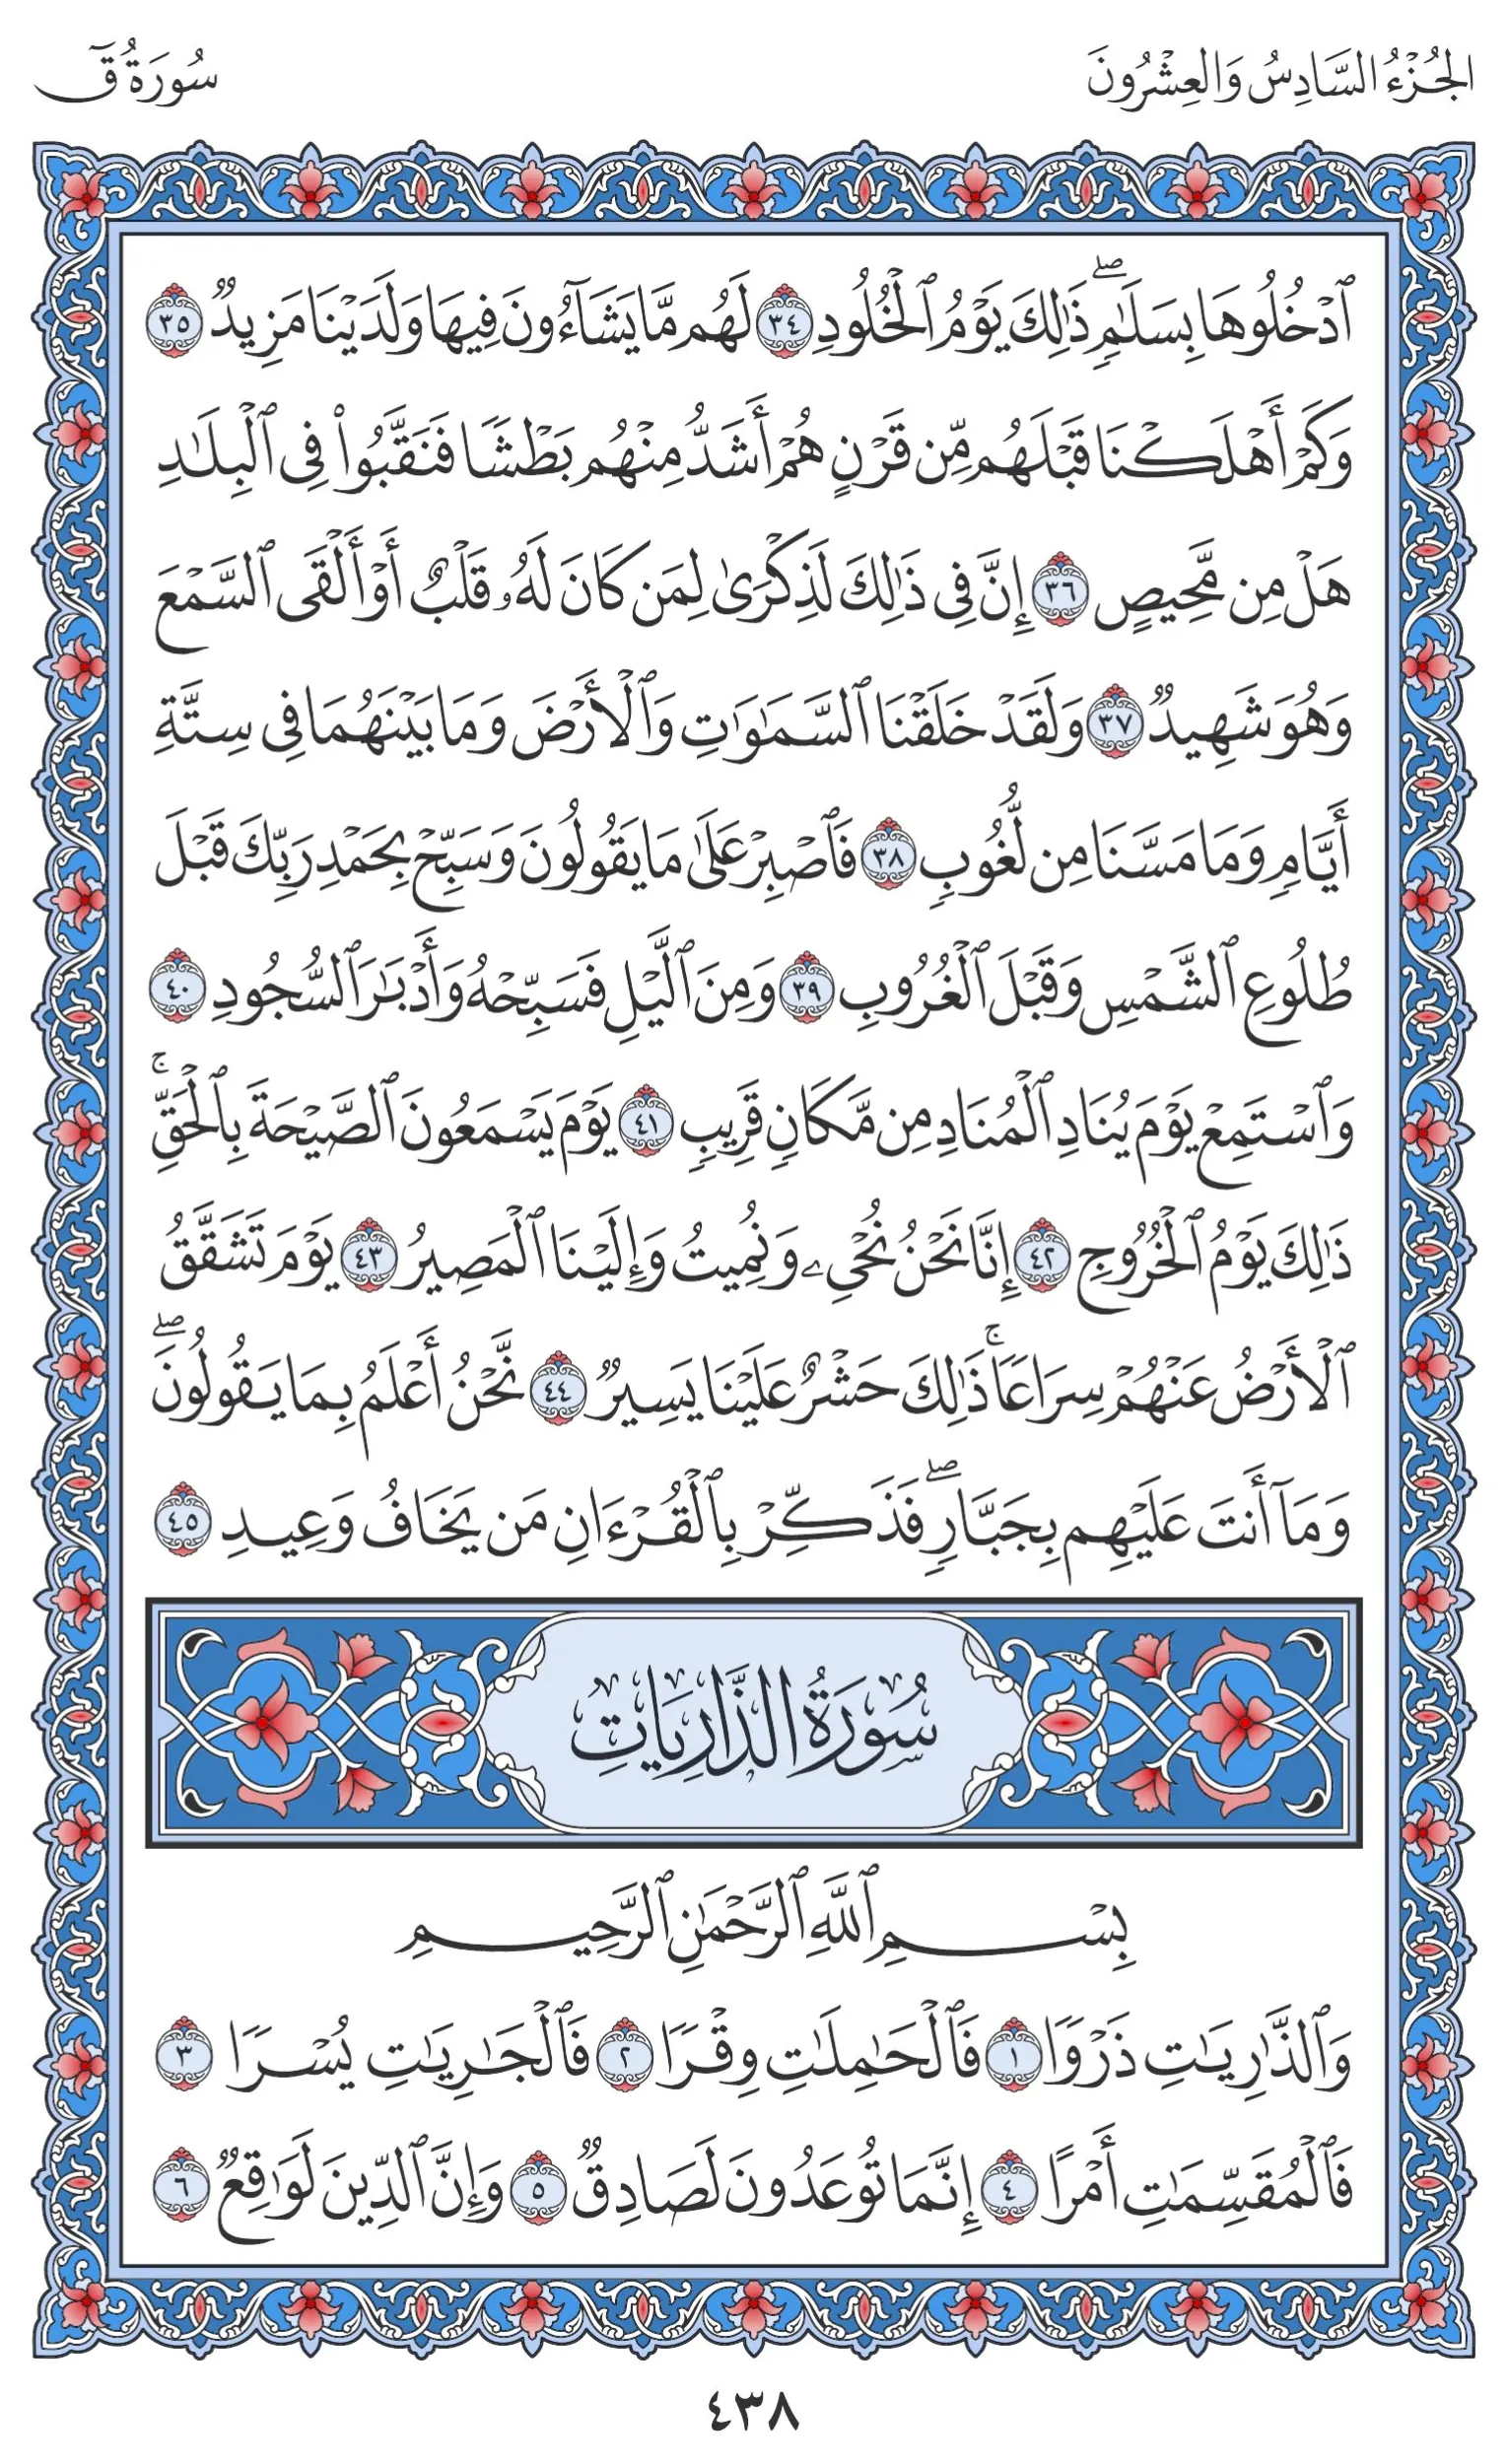 الجُزْءُ السَّادِسُ وَالعِشْرُونَ
سُورَةُ قٓ
ٱدْخُلُوهَا بِسَلَٰمٖۖ ذَٰلِكَ يَوْمُ ٱلْخُلُودِ ٣٤ لَهُم مَّا يَشَآءُونَ فِيهَا وَلَدَيْنَا مَزِيدٞ ٣٥
وَكَمْ أَهْلَكْنَا قَبْلَهُم مِّن قَرْنٍ هُمْ أَشَدُّ مِنْهُم بَطْشٗا فَنَقَّبُوا۟ فِى ٱلْبِلَٰدِ
هَلْ مِن مَّحِيصٍ ٣٦ إِنَّ فِى ذَٰلِكَ لَذِكْرَىٰ لِمَن كَانَ لَهُۥ قَلْبٌ أَوْ أَلْقَى ٱلسَّمْعَ
وَهُوَ شَهِيدٞ ٣٧ وَلَقَدْ خَلَقْنَا ٱلسَّمَٰوَٰتِ وَٱلْأَرْضَ وَمَا بَيْنَهُمَا فِى سِتَّةِ
أَيَّامٖ وَمَا مَسَّنَا مِن لُّغُوبٖ ٣٨ فَٱصْبِرْ عَلَىٰ مَا يَقُولُونَ وَسَبِّحْ بِحَمْدِ رَبِّكَ قَبْلَ
طُلُوعِ ٱلشَّمْسِ وَقَبْلَ ٱلْغُرُوبِ ٣٩ وَمِنَ ٱلَّيْلِ فَسَبِّحْهُ وَأَدْبَٰرَ ٱلسُّجُودِ ٤٠
وَٱسْتَمِعْ يَوْمَ يُنَادِ ٱلْمُنَادِ مِن مَّكَانٖ قَرِيبٖ ٤١ يَوْمَ يَسْمَعُونَ ٱلصَّيْحَةَ بِٱلْحَقِّۚ
ذَٰلِكَ يَوْمُ ٱلْخُرُوجِ ٤٢ إِنَّا نَحْنُ نُحْىِۦ وَنُمِيتُ وَإِلَيْنَا ٱلْمَصِيرُ ٤٣ يَوْمَ تَشَقَّقُ
ٱلْأَرْضُ عَنْهُمْ سِرَاعٗاۚ ذَٰلِكَ حَشْرٌ عَلَيْنَا يَسِيرٞ ٤٤ نَّحْنُ أَعْلَمُ بِمَا يَقُولُونَۖ
وَمَآ أَنتَ عَلَيْهِم بِجَبَّارٖۖ فَذَكِّرْ بِٱلْقُرْءَانِ مَن يَخَافُ وَعِيدِ ٤٥
سُورَةُ الذَّارِيَاتِ
بِسْمِ ٱللَّهِ ٱلرَّحْمَٰنِ ٱلرَّحِيمِ
وَٱلذَّٰرِيَٰتِ ذَرْوٗا ١ فَٱلْحَٰمِلَٰتِ وِقْرٗا ٢ فَٱلْجَٰرِيَٰتِ يُسْرٗا ٣
فَٱلْمُقَسِّمَٰتِ أَمْرًا ٤ إِنَّمَا تُوعَدُونَ لَصَادِقٞ ٥ وَإِنَّ ٱلدِّينَ لَوَٰقِعٞ ٦
٤٣٨